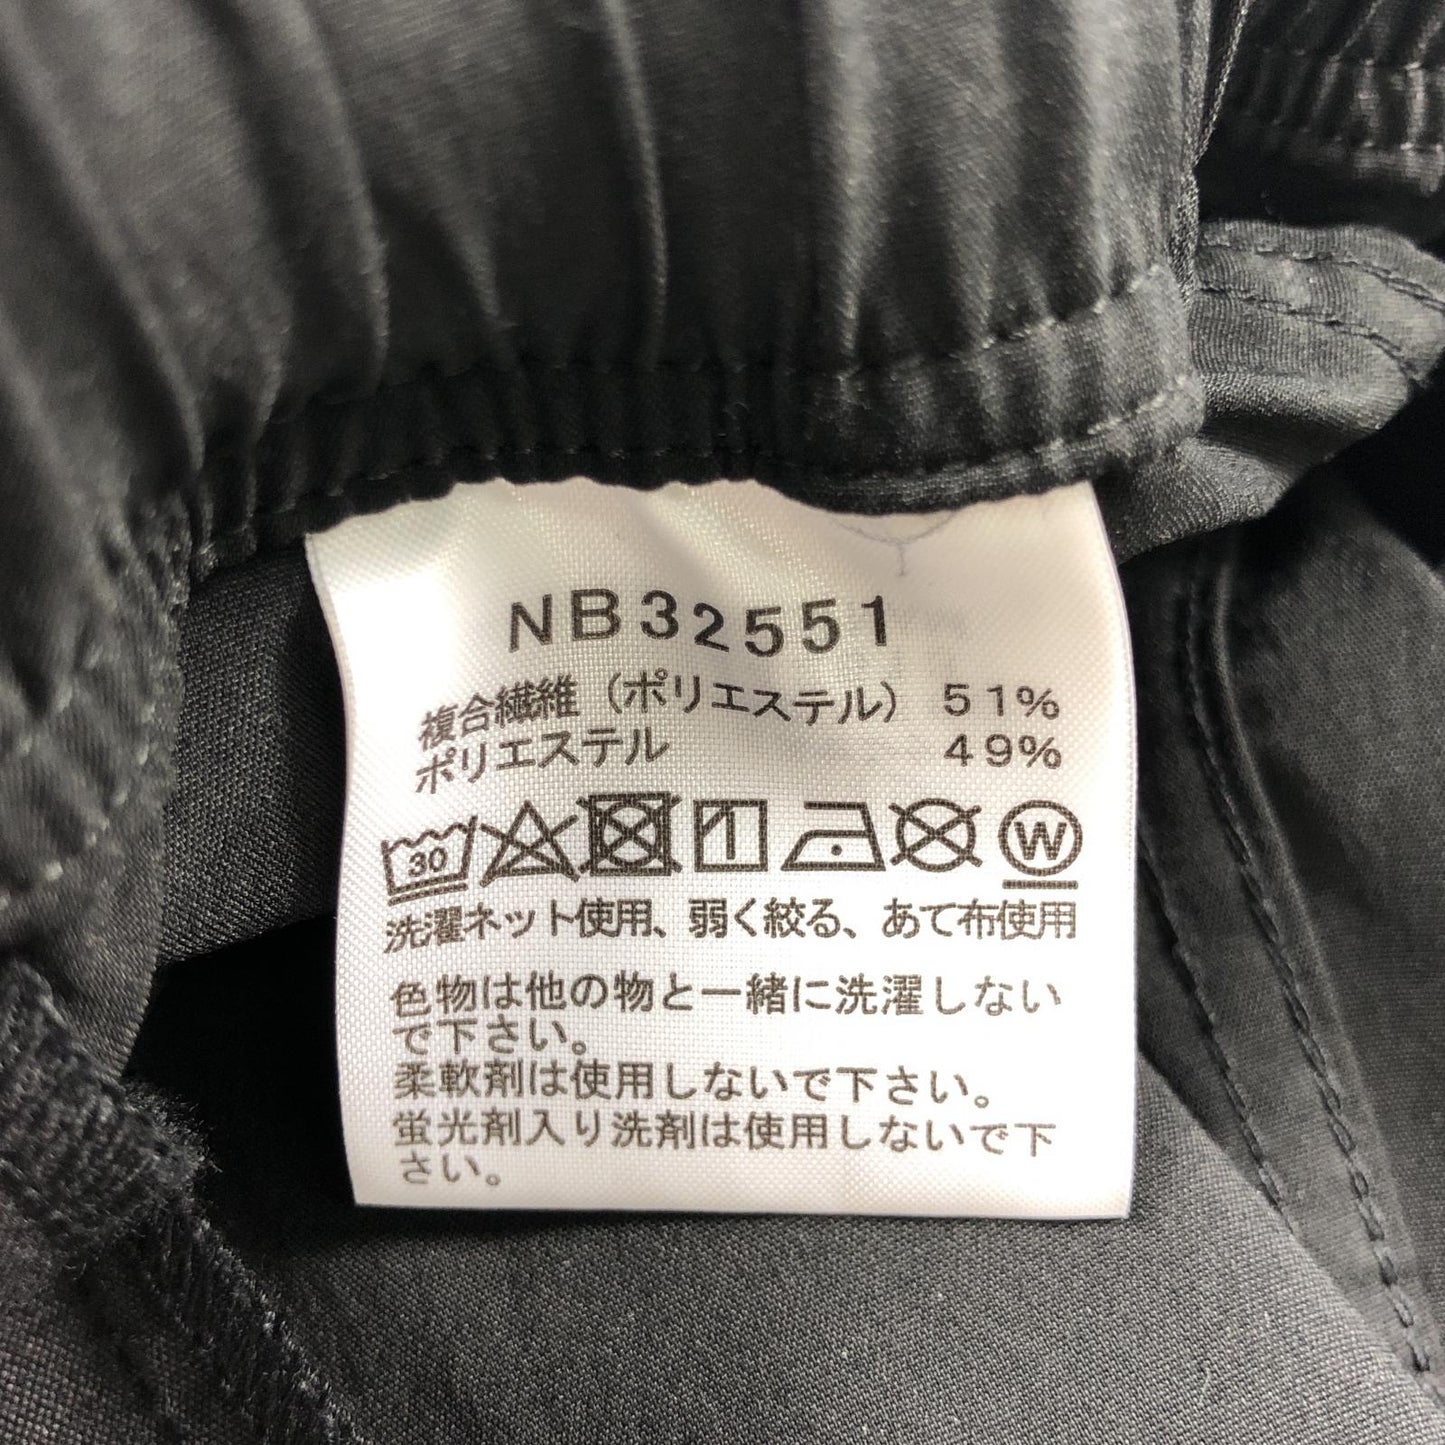 NB32551
複合繊維（ポリエステル） 51%
ポリエステル 49%
30 W
洗濯ネット使用、弱く絞る、あて布使用
色物は他の物と一緒に洗濯しない
で下さい。
柔軟剤は使用しないで下さい。
蛍光剤入り洗剤は使用しないで下
さい。